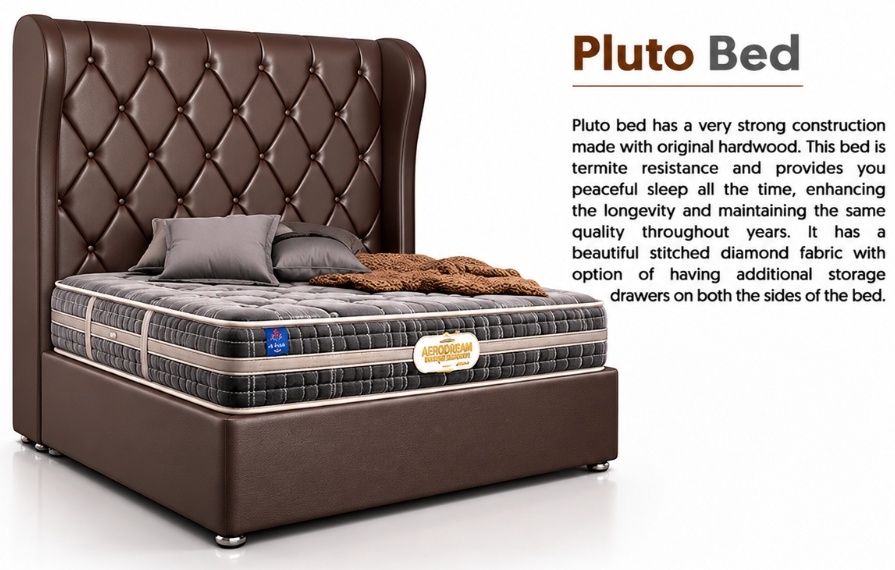 Pluto Bed
Pluto bed has a very strong construction
made with original hardwood. This bed is
termite resistance and provides you
peaceful sleep all the time, enhancing
the longevity and maintaining the same
quality throughout years. It has a
beautiful stitched diamond fabric with
option of having additional storage
drawers on both the sides of the bed.
AERODREAM